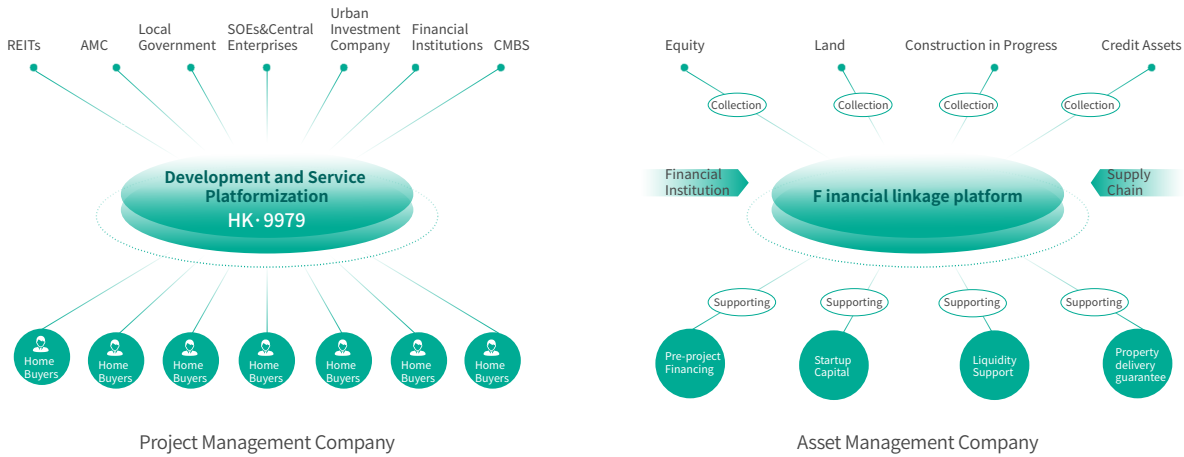 REITs
AMC
Local
Government
SOEs&Central
Enterprises
Urban
Investment
Company
Financial
Institutions
CMBS
Development and Service
Platformization
HK·9979
Home
Buyers
Home
Buyers
Home
Buyers
Home
Buyers
Home
Buyers
Home
Buyers
Home
Buyers
Project Management Company
Equity
Land
Construction in Progress
Credit Assets
Collection
Collection
Collection
Collection
Financial
Institution
F inancial linkage platform
Supply
Chain
Supporting
Supporting
Supporting
Supporting
Pre-project
Financing
Startup
Capital
Liquidity
Support
Property
delivery
guarantee
Asset Management Company